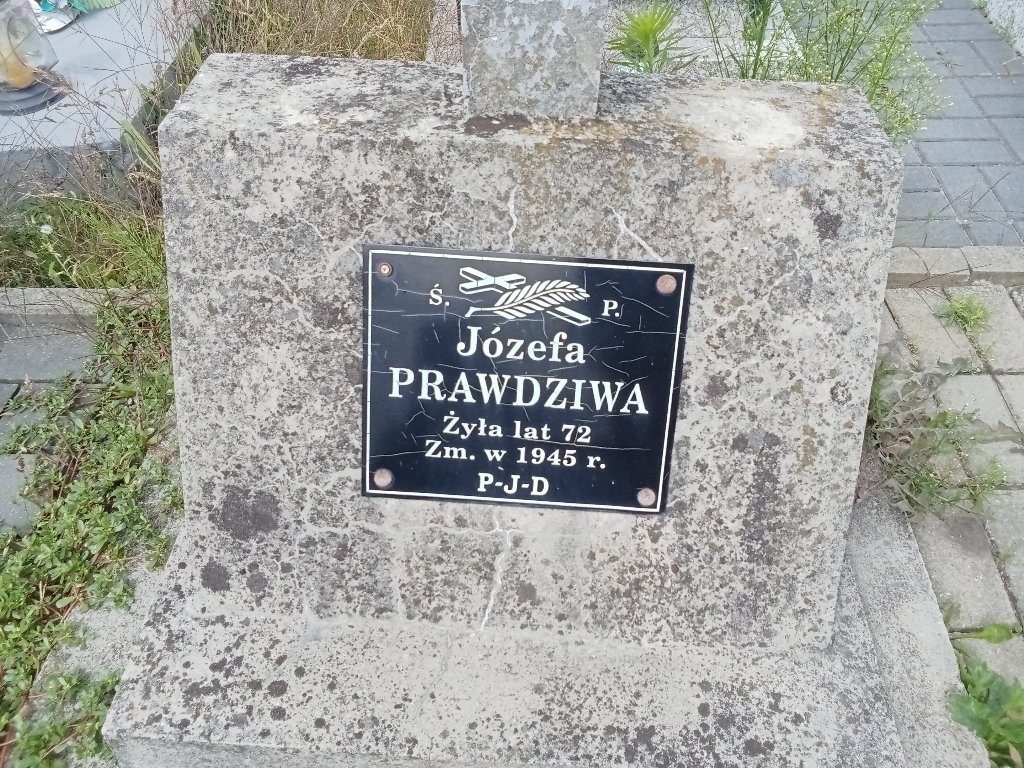 Ś. P.
Józefa
PRAWDZIWA
Żyła lat 72
Zm. w 1945 r.
P-J-D